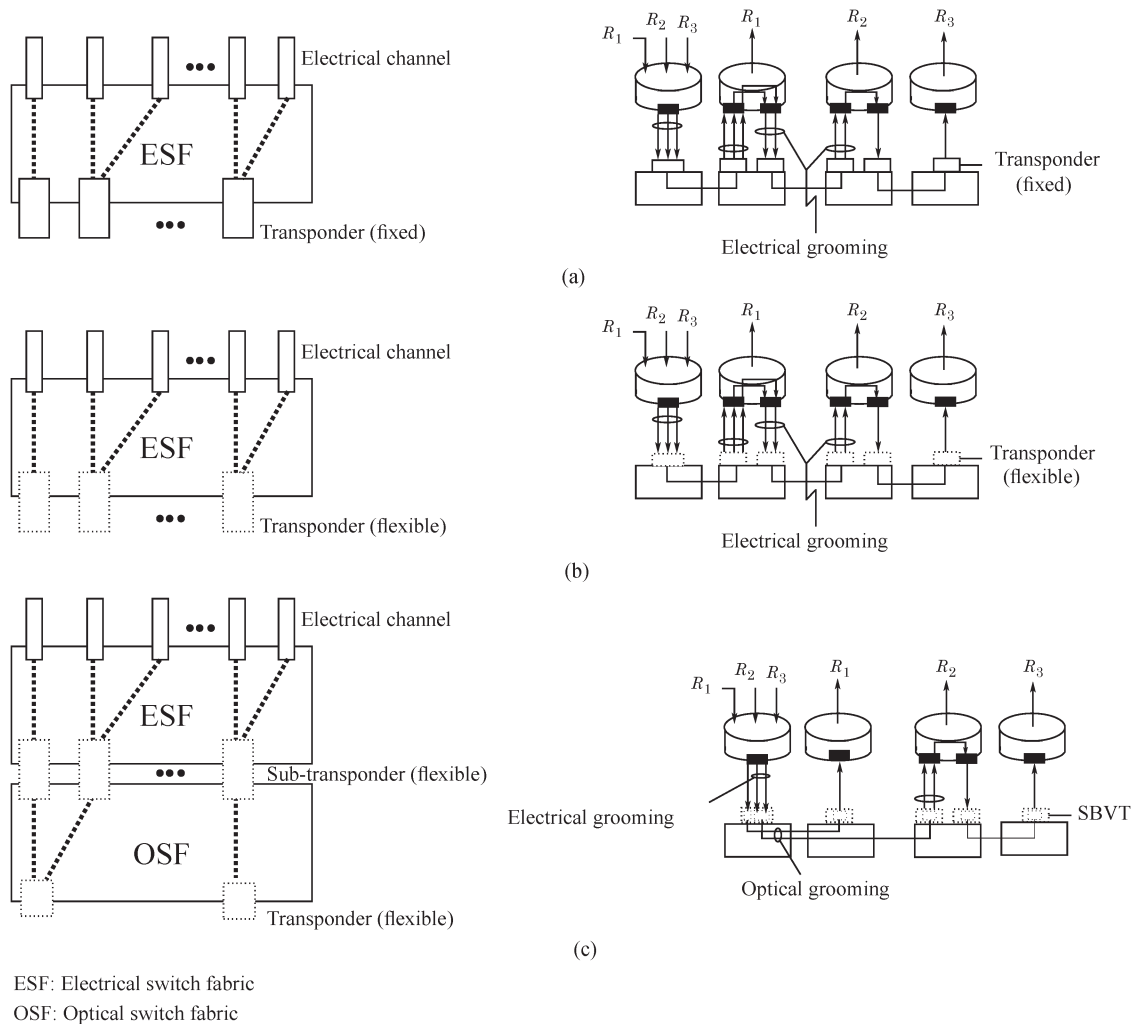 Electrical channel
ESF
Transponder (fixed)
R1
R2
R3
R1
R2
R3
Transponder
(fixed)
Electrical grooming
(a)
Electrical channel
ESF
Transponder (flexible)
R1
R2
R3
R1
R2
R3
Transponder
(flexible)
Electrical grooming
(b)
Electrical channel
ESF
Sub-transponder (flexible)
OSF
Transponder (flexible)
R1
R2
R3
R1
R2
R3
Electrical grooming
SBVT
Optical grooming
(c)
ESF: Electrical switch fabric
OSF: Optical switch fabric